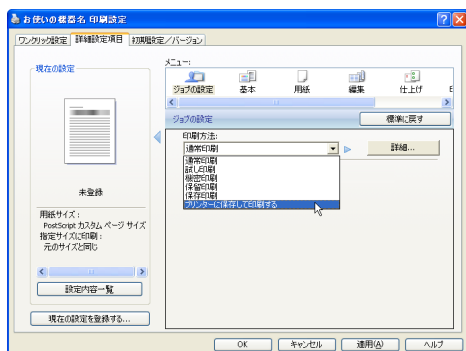 お使いの機器名 印刷設定
ワンクリック設定
詳細設定項目
初期設定/バージョン
現在の設定
未登録
用紙サイズ:
PostScript カスタム ページ サイズ
指定サイズに印刷:
元のサイズと同じ
設定内容一覧
現在の設定を登録する...
メニュー:
ジョブの設定
基本
用紙
編集
仕上げ
ジョブの設定
標準に戻す
印刷方法:
通常印刷
詳細...
通常印刷
試し印刷
機密印刷
保留印刷
保存印刷
プリンターに保存して印刷する
OK
キャンセル
適用(A)
ヘルプ